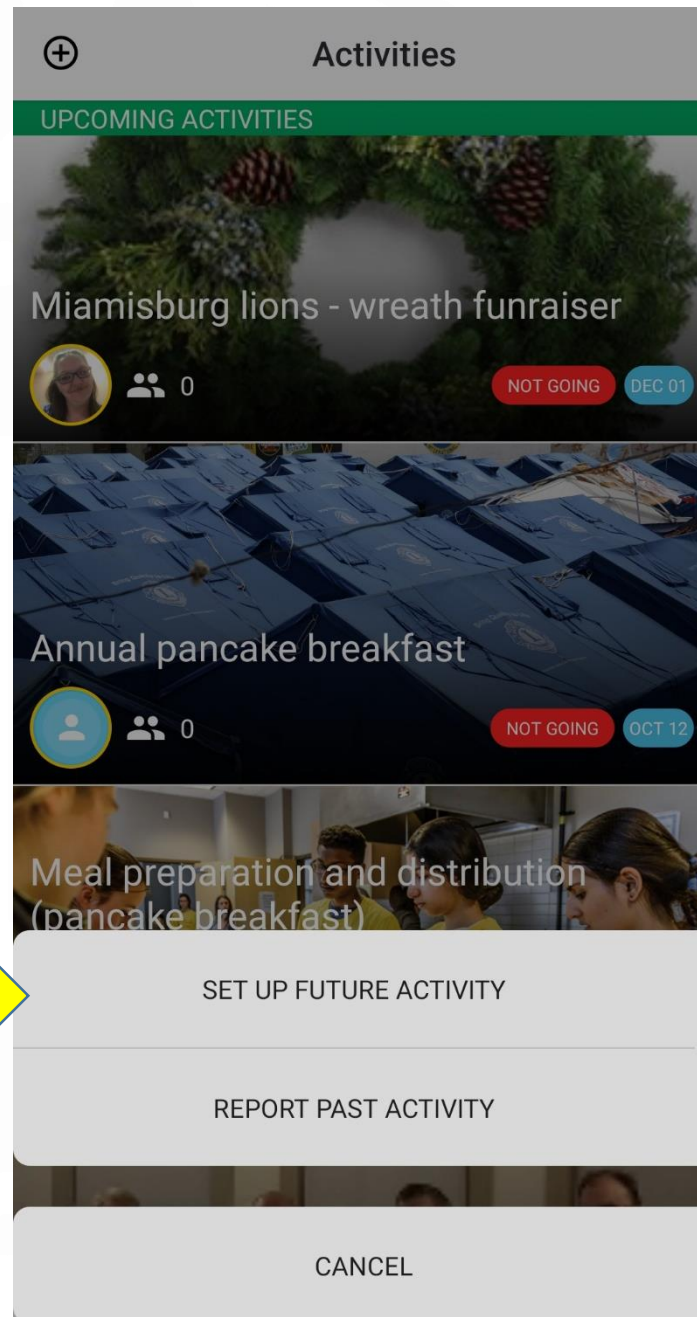 Activities
UPCOMING ACTIVITIES
Miamisburg lions - wreath funraiser
0
NOT GOING
DEC 01
Annual pancake breakfast
0
NOT GOING
OCT 12
Meal preparation and distribution
(pancake breakfast)
SET UP FUTURE ACTIVITY
REPORT PAST ACTIVITY
CANCEL